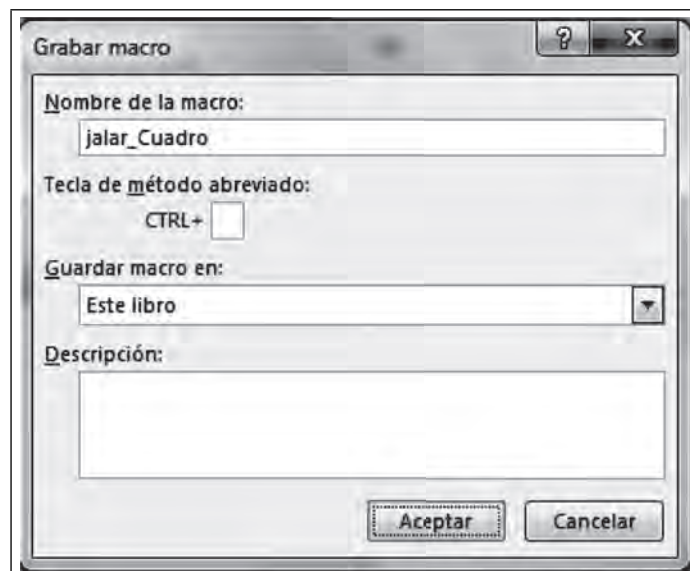 Grabar macro
Nombre de la macro:
jalar_Cuadro
Tecla de método abreviado:
CTRL+
Guardar macro en:
Este libro
Descripción:
Aceptar
Cancelar